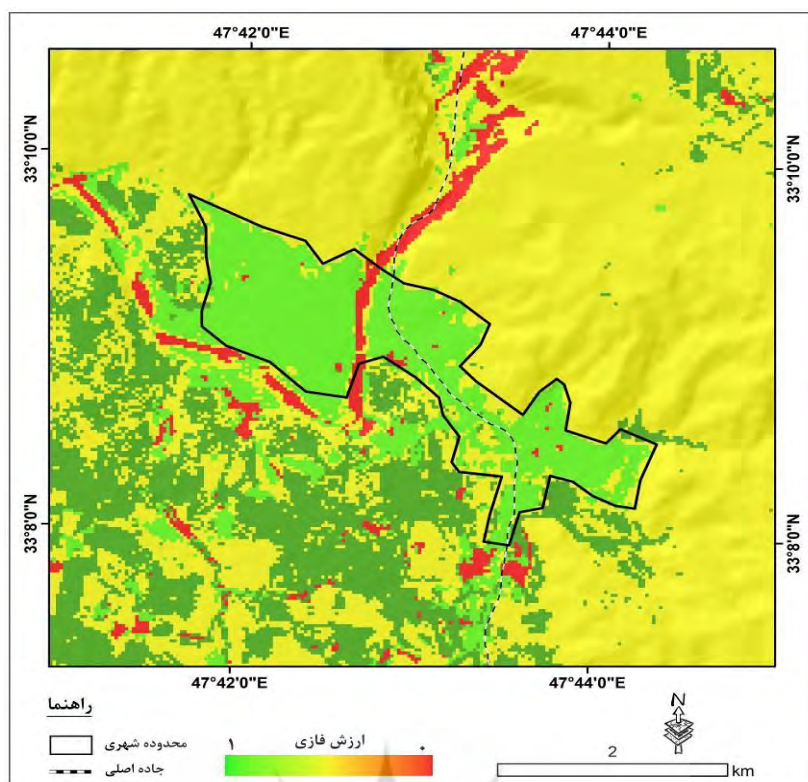 47°42'0"E 47°44'0"E
33°10'0"N 33°10'0"N
33°8'0"N 33°8'0"N
47°42'0"E 47°44'0"E
راهنما
محدوده شهری
جاده اصلی
ارزش فازی
۱ ۰
N
2
km